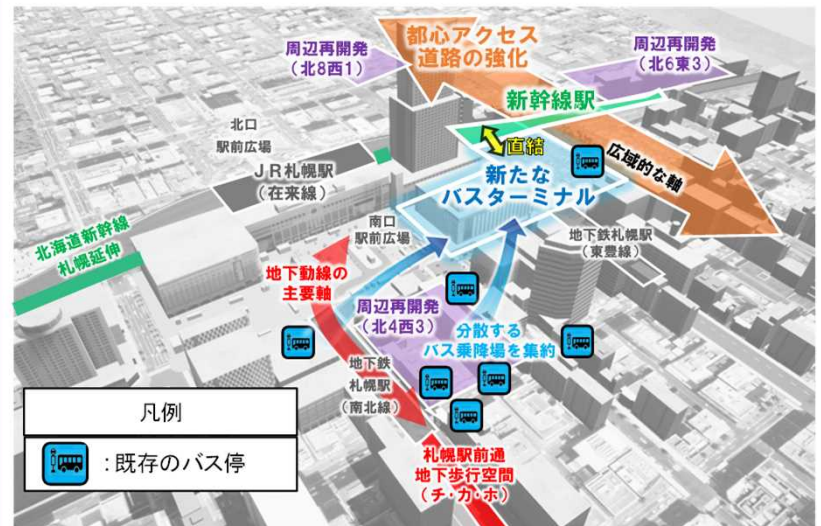 都心アクセス
道路の強化
周辺再開発
（北8西1）
周辺再開発
（北6東3）
新幹線駅
北口
駅前広場
直結
広域的な軸
JR札幌駅
（在来線）
新たな
バスターミナル
南口
駅前広場
地下鉄札幌駅
（東豊線）
北海道新幹線
札幌延伸
地下動線の
主要軸
周辺再開発
（北4西3）
分散する
バス乗降場を集約
地下鉄
札幌駅
（南北線）
凡例
：既存のバス停
札幌駅前通
地下歩行空間
（チ・カ・ホ）